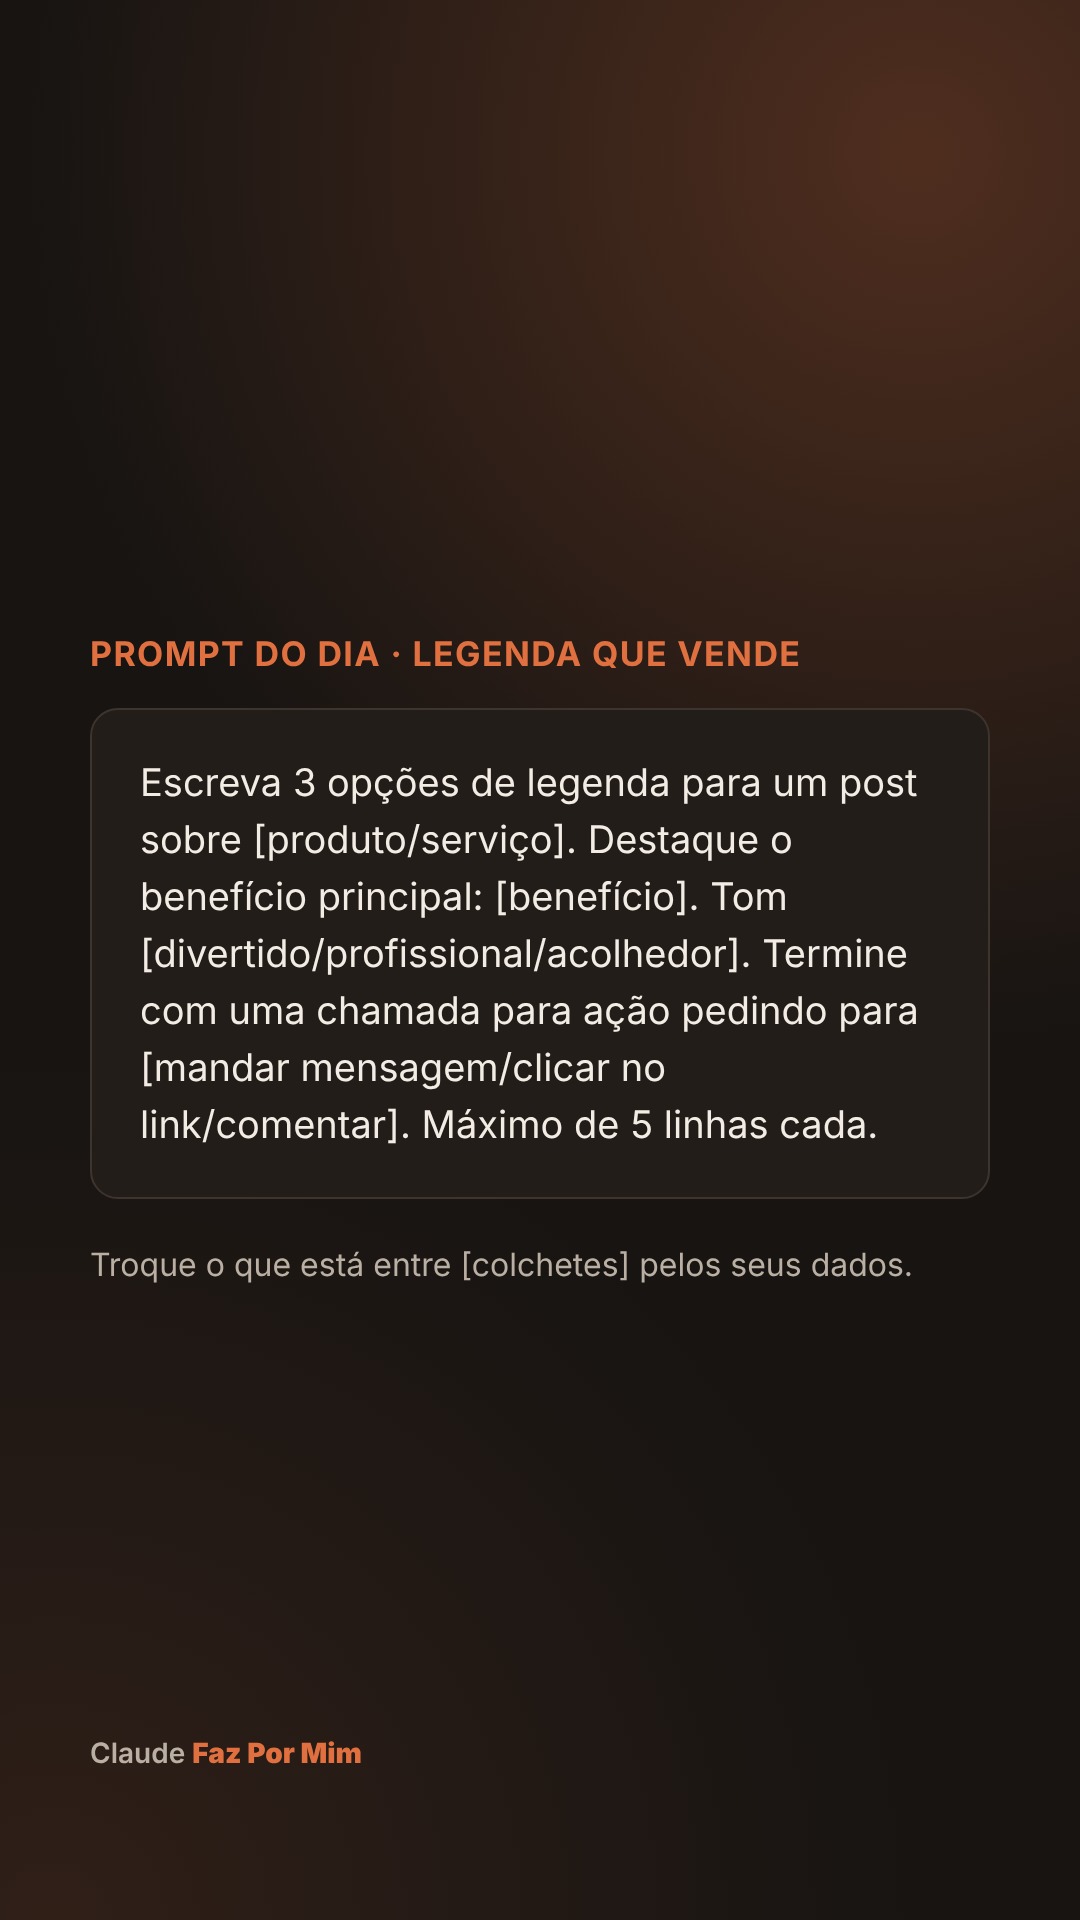 PROMPT DO DIA · LEGENDA QUE VENDE
Escreva 3 opções de legenda para um post
sobre [produto/serviço]. Destaque o
benefício principal: [benefício]. Tom
[divertido/profissional/acolhedor]. Termine
com uma chamada para ação pedindo para
[mandar mensagem/clicar no
link/comentar]. Máximo de 5 linhas cada.
Troque o que está entre [colchetes] pelos seus dados.
Claude Faz Por Mim